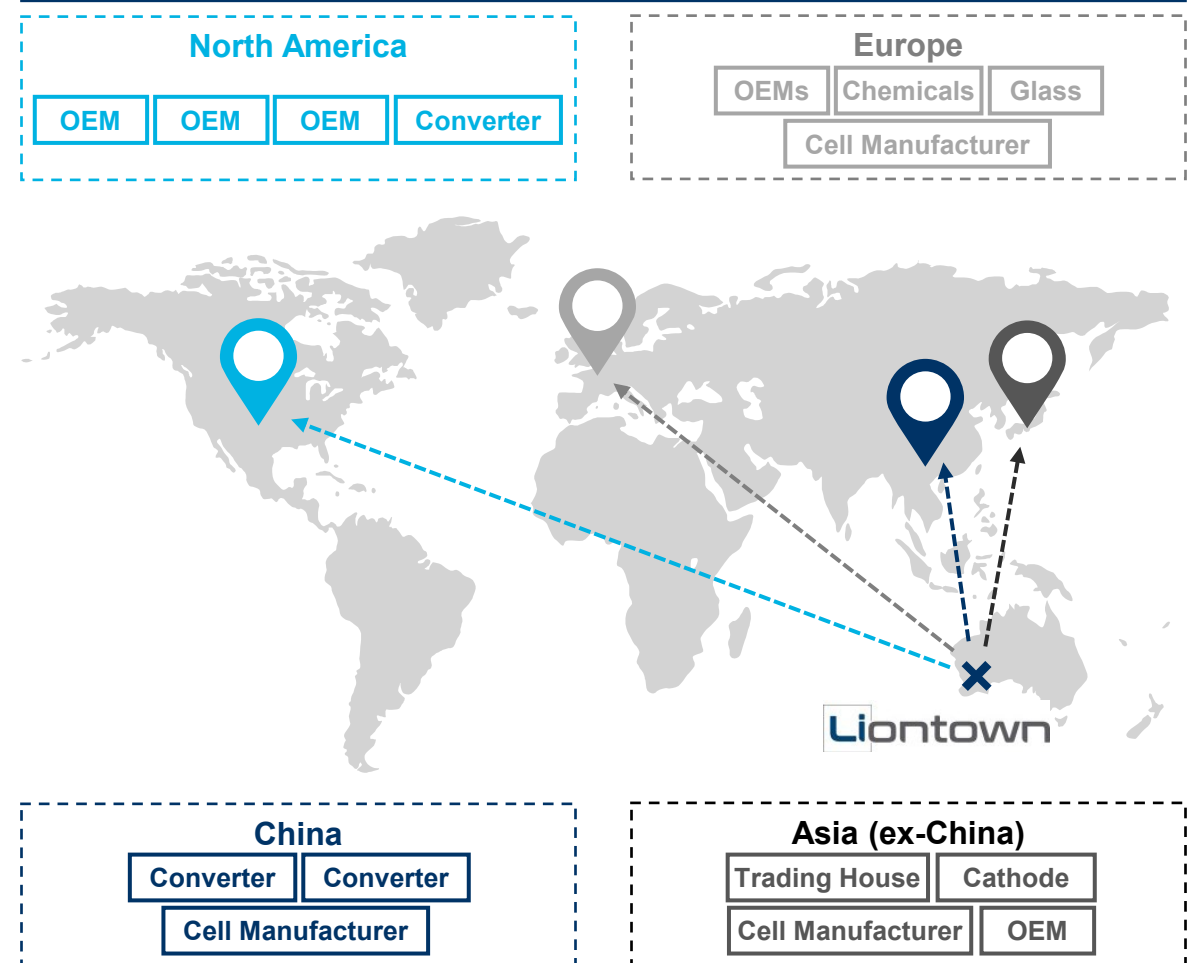 North America
OEM OEM OEM Converter
Europe
OEMs Chemicals Glass
Cell Manufacturer
Liontown
China
Converter Converter
Cell Manufacturer
Asia (ex-China)
Trading House Cathode
Cell Manufacturer OEM